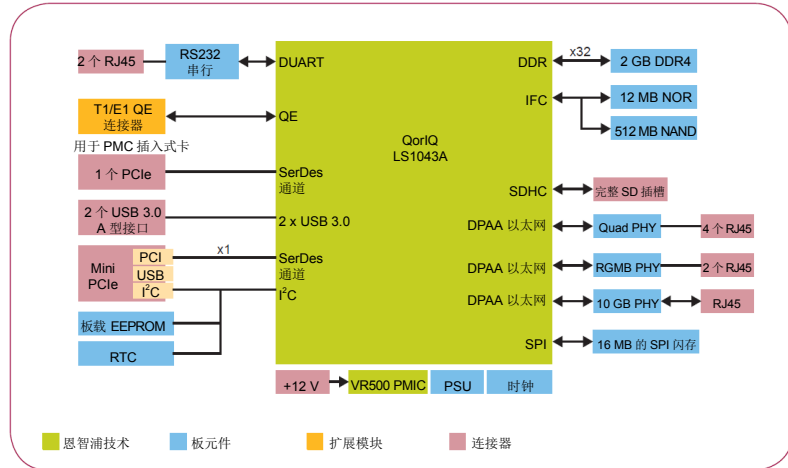 2 个 RJ45
RS232
串行
T1/E1 QE
连接器
用于 PMC 插入式卡
1 个 PCIe
2 个 USB 3.0
A 型接口
Mini
PCIe
PCI
USB
I²C
x1
板载 EEPROM
RTC
DUART
QE
SerDes
通道
2 x USB 3.0
SerDes
通道
I²C
QorIQ
LS1043A
DDR
IFC
SDHC
DPAA 以太网
DPAA 以太网
DPAA 以太网
SPI
x32
2 GB DDR4
12 MB NOR
512 MB NAND
完整 SD 插槽
Quad PHY
4 个 RJ45
RGMB PHY
2 个 RJ45
10 GB PHY
RJ45
16 MB 的 SPI 闪存
+12 V
VR500 PMIC
PSU
时钟
恩智浦技术
板元件
扩展模块
连接器